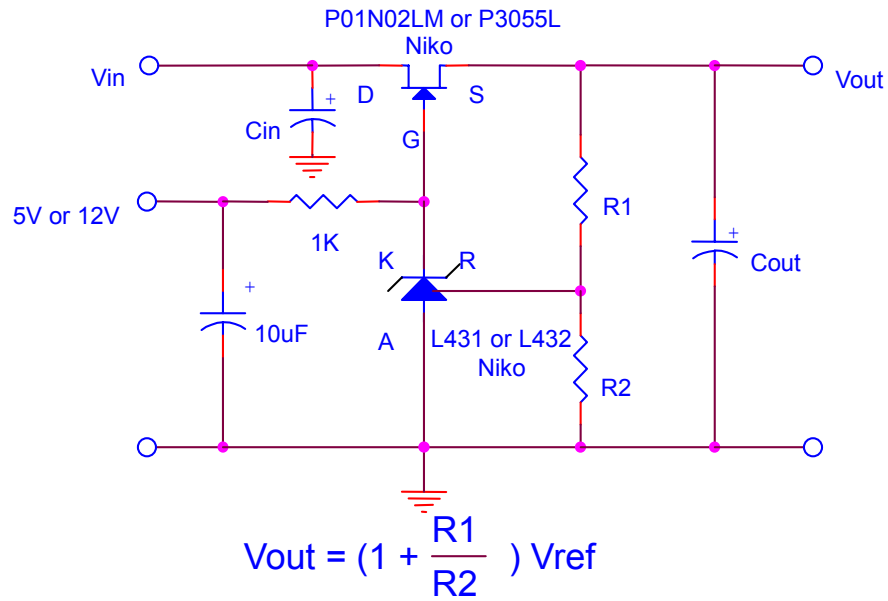 P01N02LM or P3055L
Niko
Vin
D
S
Vout
+
Cin
G
5V or 12V
1K
R1
+
Cout
K
R
+
10uF
A
L431 or L432
Niko
R2
Vout = (1 + R1/R2 ) Vref